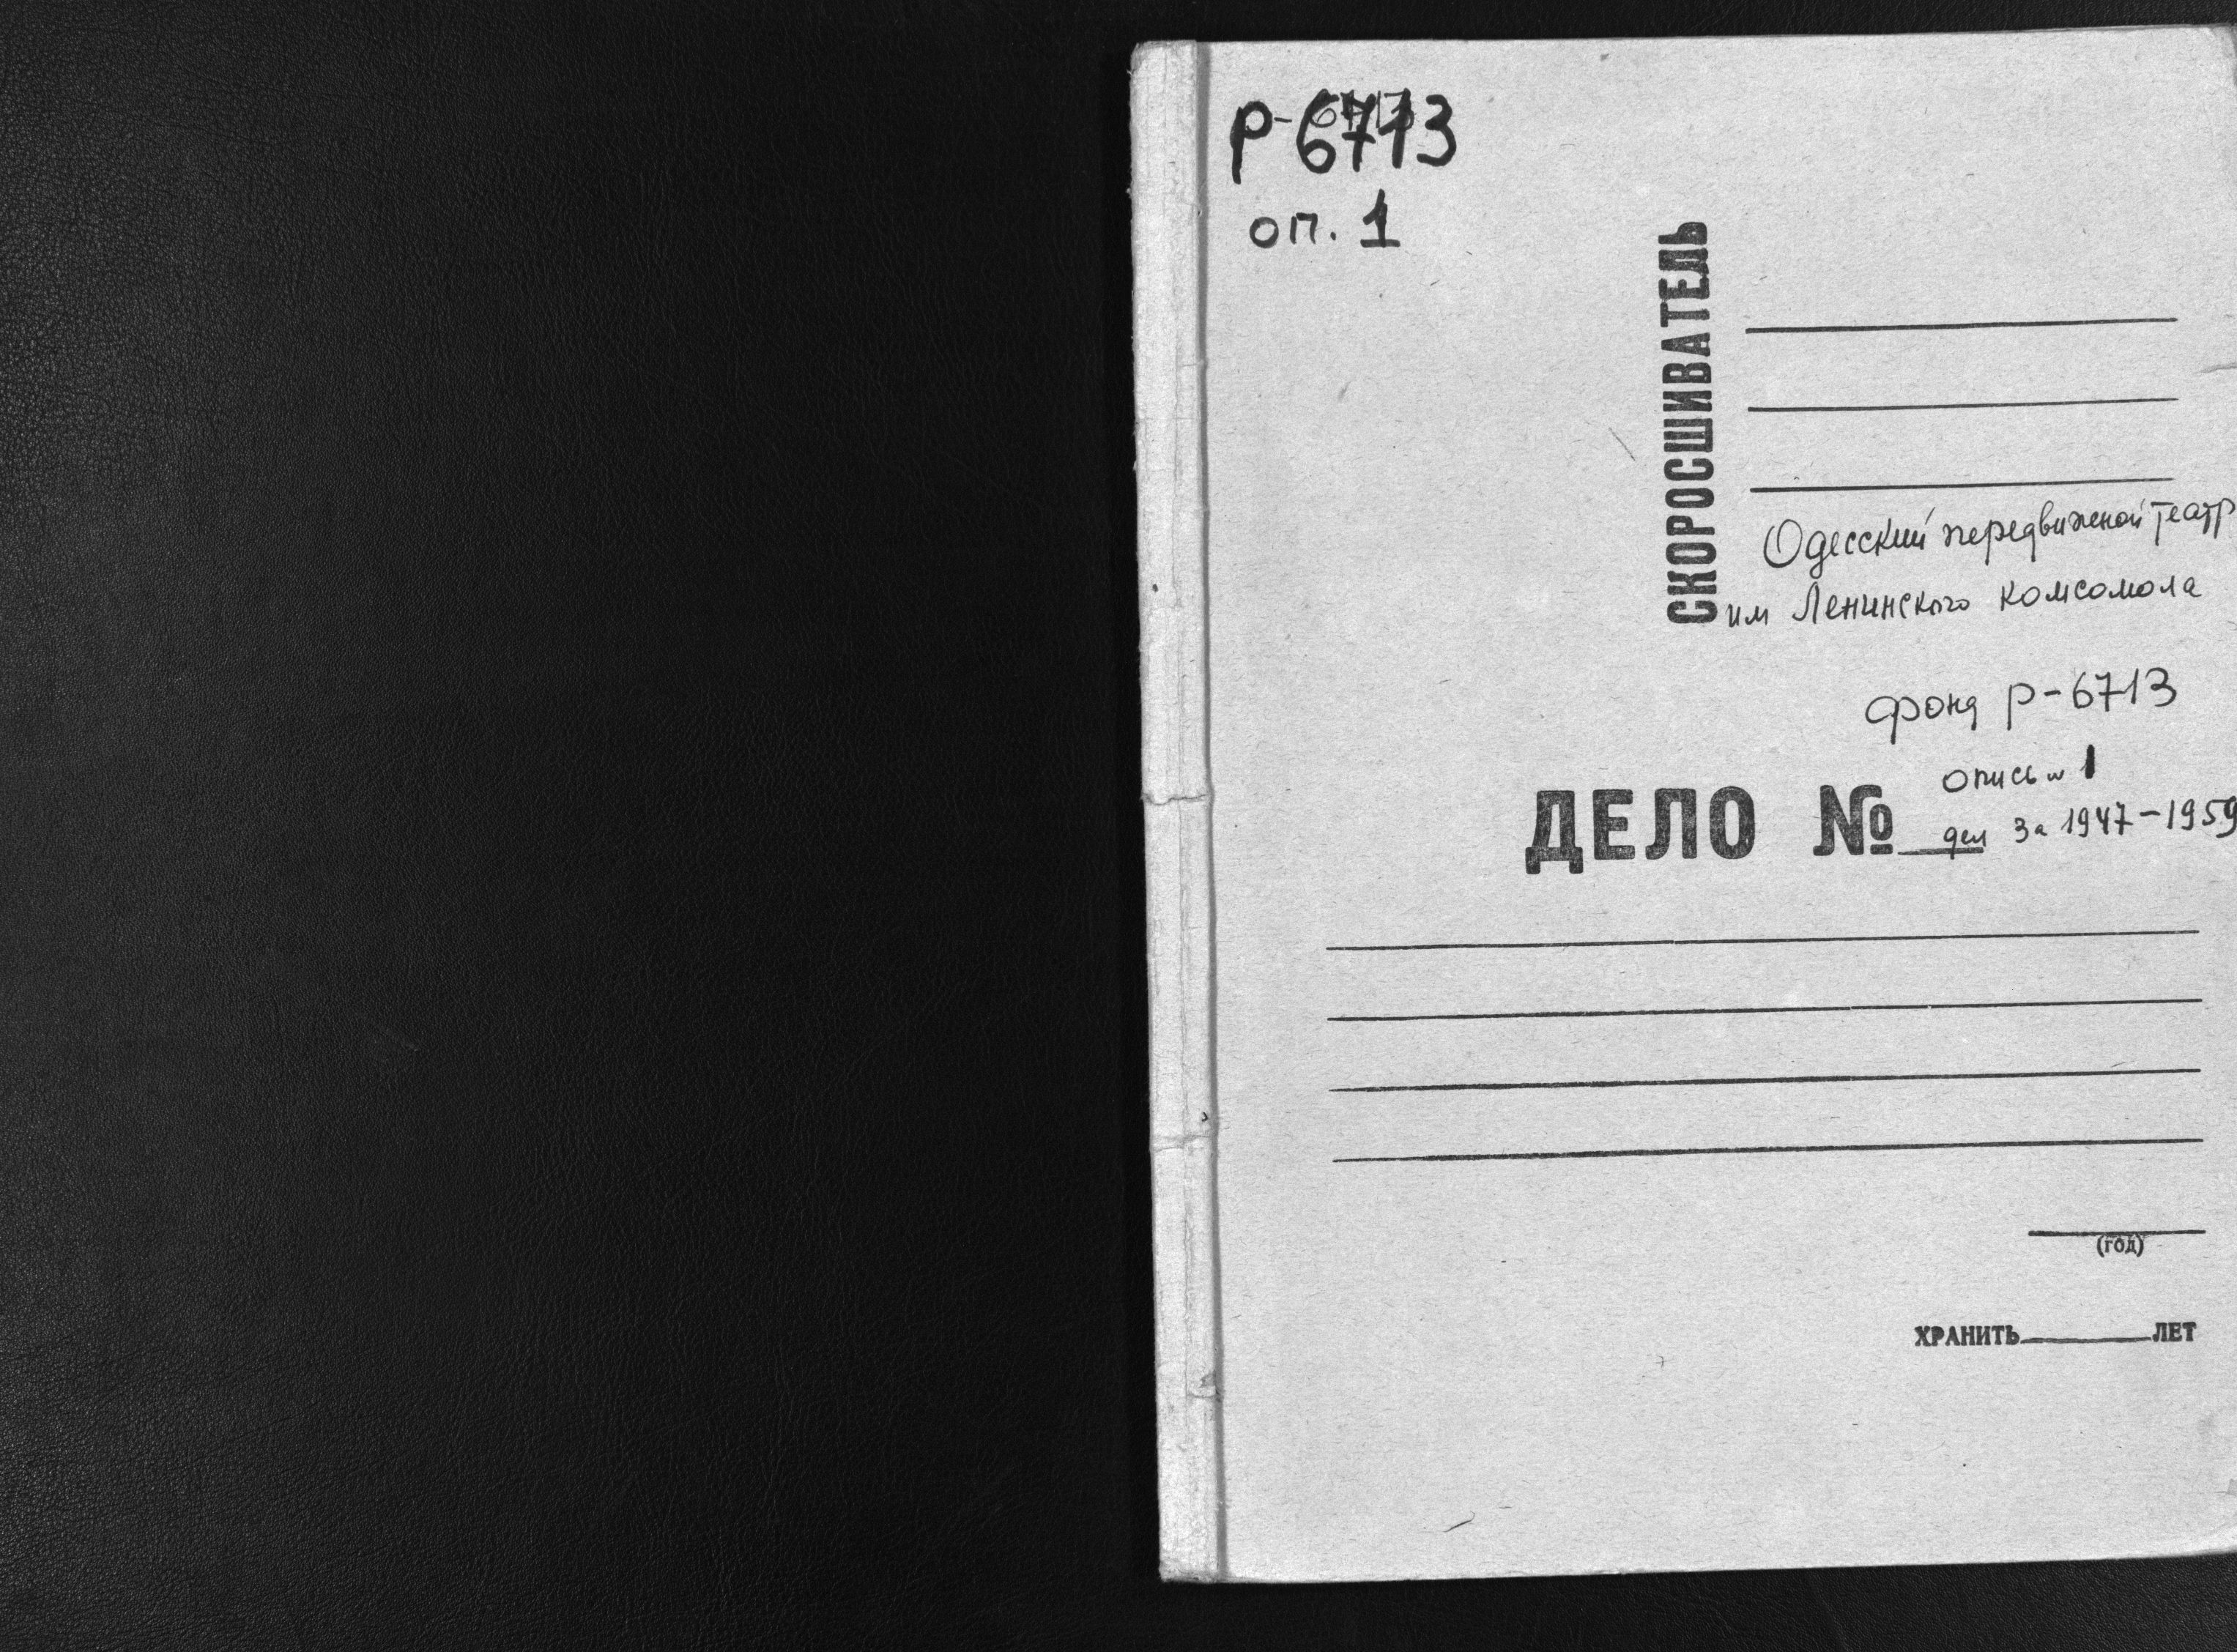 Р-6713
оп. 1
СКОРОСШИВАТЕЛЬ
Одесский передвижной театр
им Ленинского комсомола
фонд Р-6713
опись № 1
ДЕЛО № дел за 1947-1959
(год)
ХРАНИТЬ ЛЕТ